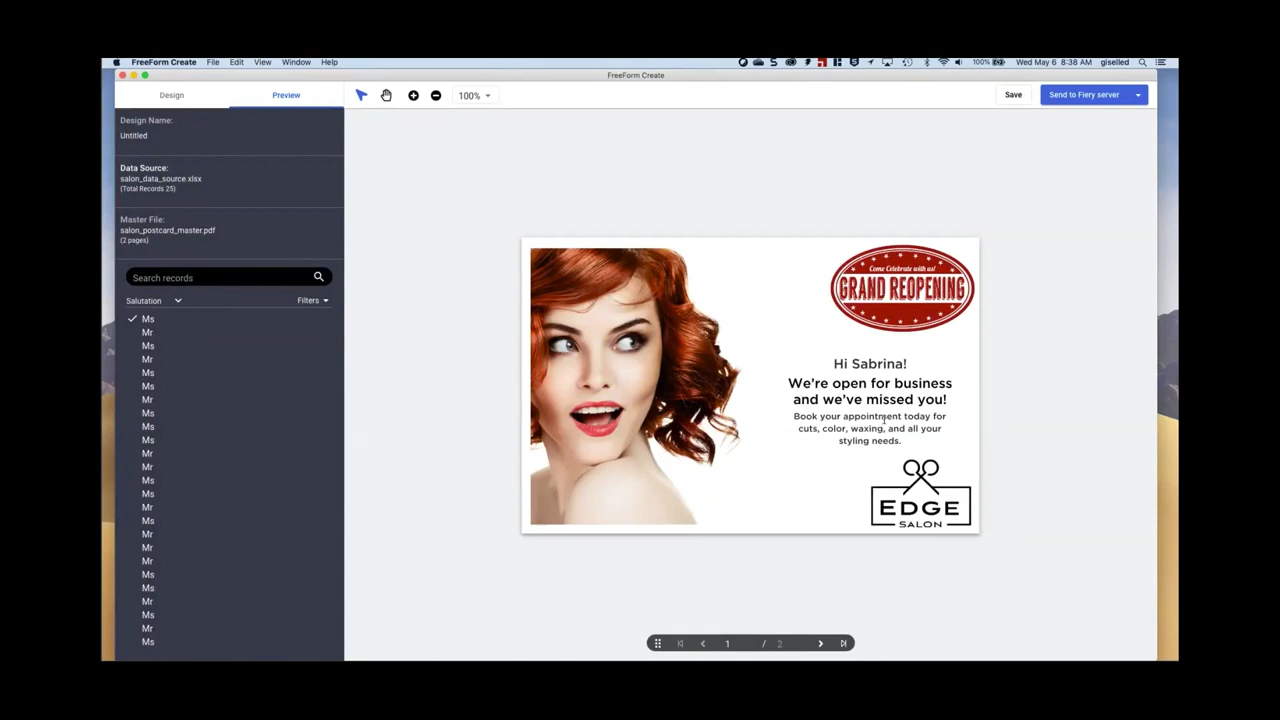 FreeForm Create File Edit View Window Help
100% Wed May 6 8:38 AM giselled
FreeForm Create
Design Preview
100%
Save Send to Fiery server
Design Name:
Untitled
Data Source:
salon_data_source.xlsx
(Total Records 25)
Master File:
salon_postcard_master.pdf
(2 pages)
Search records
Salutation Filters
Ms
Mr
Ms
Mr
Ms
Ms
Mr
Ms
Ms
Ms
Mr
Mr
Ms
Ms
Mr
Ms
Mr
Mr
Mr
Ms
Ms
Mr
Ms
Mr
Ms
Come Celebrate with us!
GRAND REOPENING
Hi Sabrina!
We're open for business
and we've missed you!
Book your appointment today for
cuts, color, waxing, and all your
styling needs.
EDGE
SALON
1 / 2